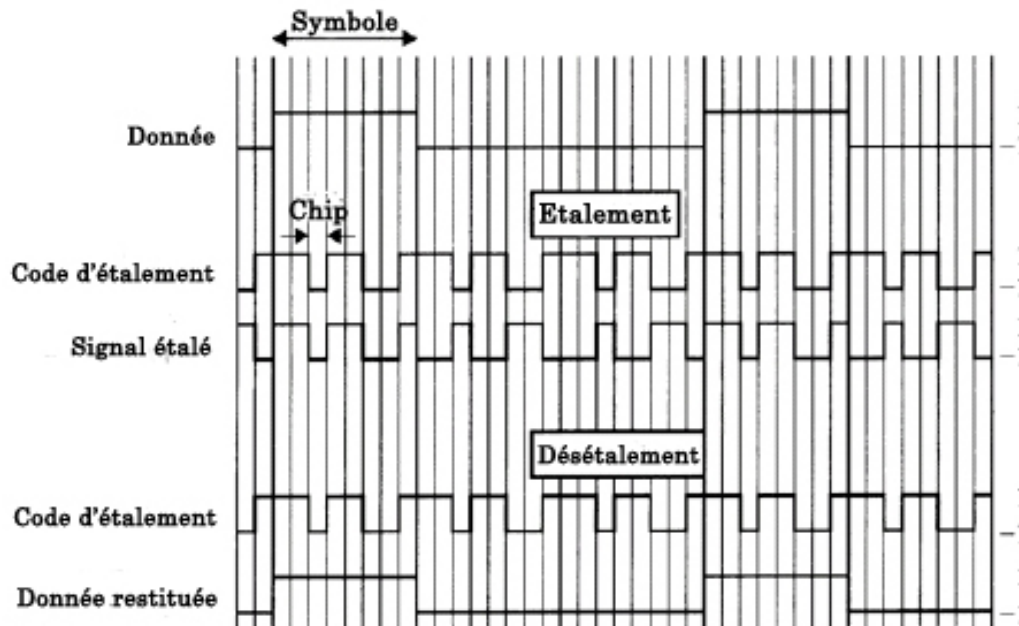 Symbole
Donnée
Chip
Etalement
Code d'étalement
Signal étalé
Désétalement
Code d'étalement
Donnée restituée